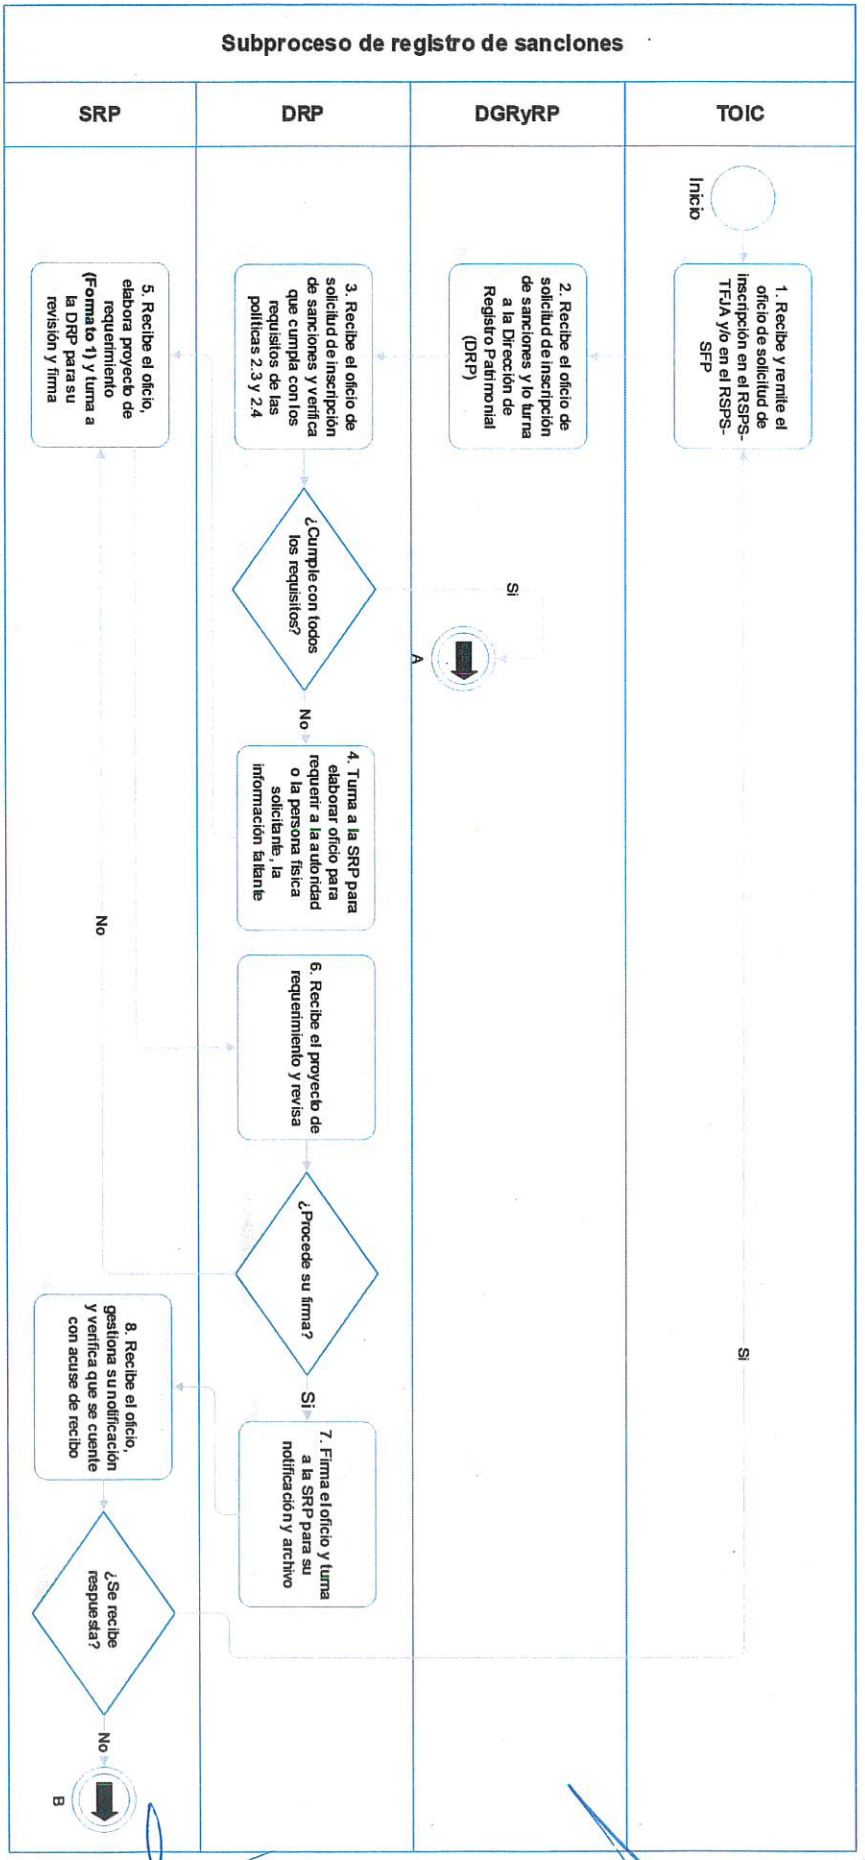 Subproceso de registro de sanciones
SRP
DRP
DGRyRP
TOIC
Inicio
1. Recibe y remite el
oficio de solicitud de
inscripción en el RSPS-
TFJA y/o en el RSPS-
SFP
2. Recibe el oficio de
solicitud de inscripción
de sanciones y lo turna
a la Dirección de
Registro Patrimonial
(DRP)
3. Recibe el oficio de
solicitud de inscripción
de sanciones y verifica
que cumpla con los
requisitos de las
políticas 2.3 y 2.4
¿Cumple con todos
los requisitos?
Si
A
No
4. Turna a la SRP para
elaborar oficio para
requerir a la autoridad
o la persona física
solicitante, la
información faltante
5. Recibe el oficio,
elabora proyecto de
requerimiento
(Formato 1) y turna a
la DRP para su
revisión y firma
6. Recibe el proyecto de
requerimiento y revisa
¿Procede su firma?
No
Si
7. Firma el oficio y turna
a la SRP para su
notificación y archivo
8. Recibe el oficio,
gestiona su notificación
y verifica que se cuente
con acuse de recibo
¿Se recibe
respuesta?
Si
No
B